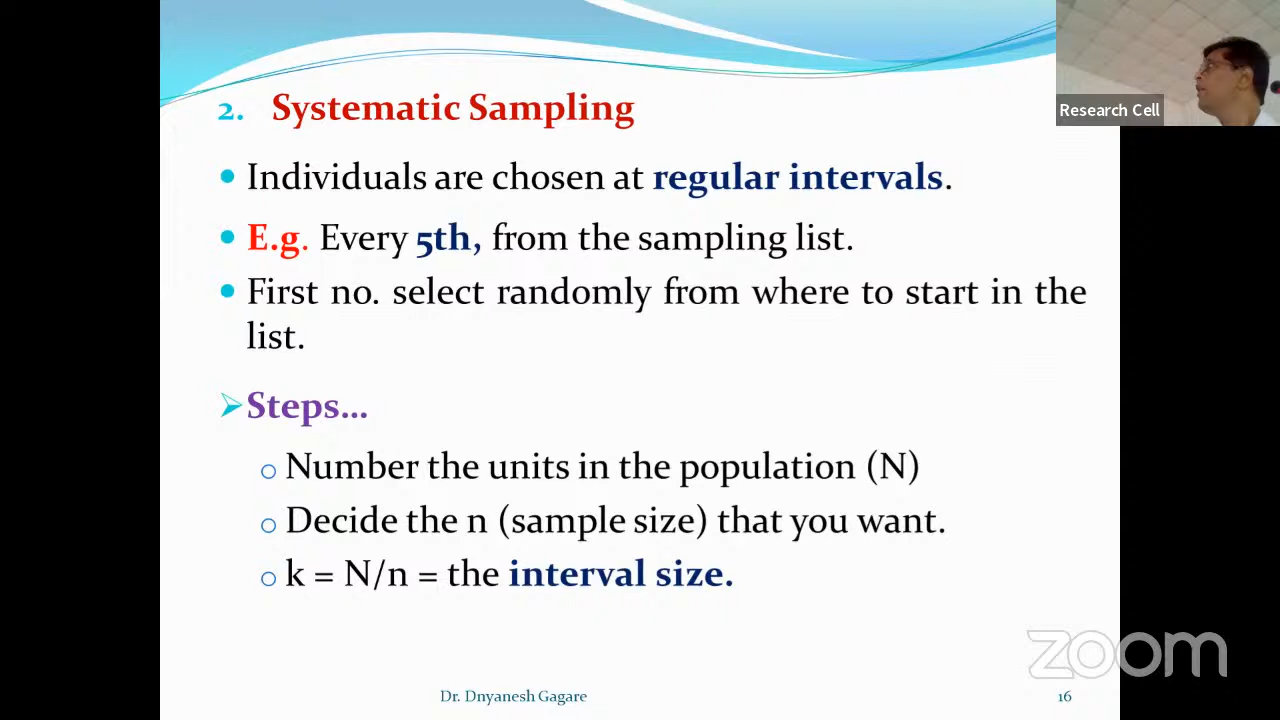 2. Systematic Sampling
Research Cell
• Individuals are chosen at regular intervals.
• E.g. Every 5th, from the sampling list.
• First no. select randomly from where to start in the
list.
➢ Steps...
o Number the units in the population (N)
o Decide the n (sample size) that you want.
o k = N/n = the interval size.
zoom
Dr. Dnyanesh Gagare
16